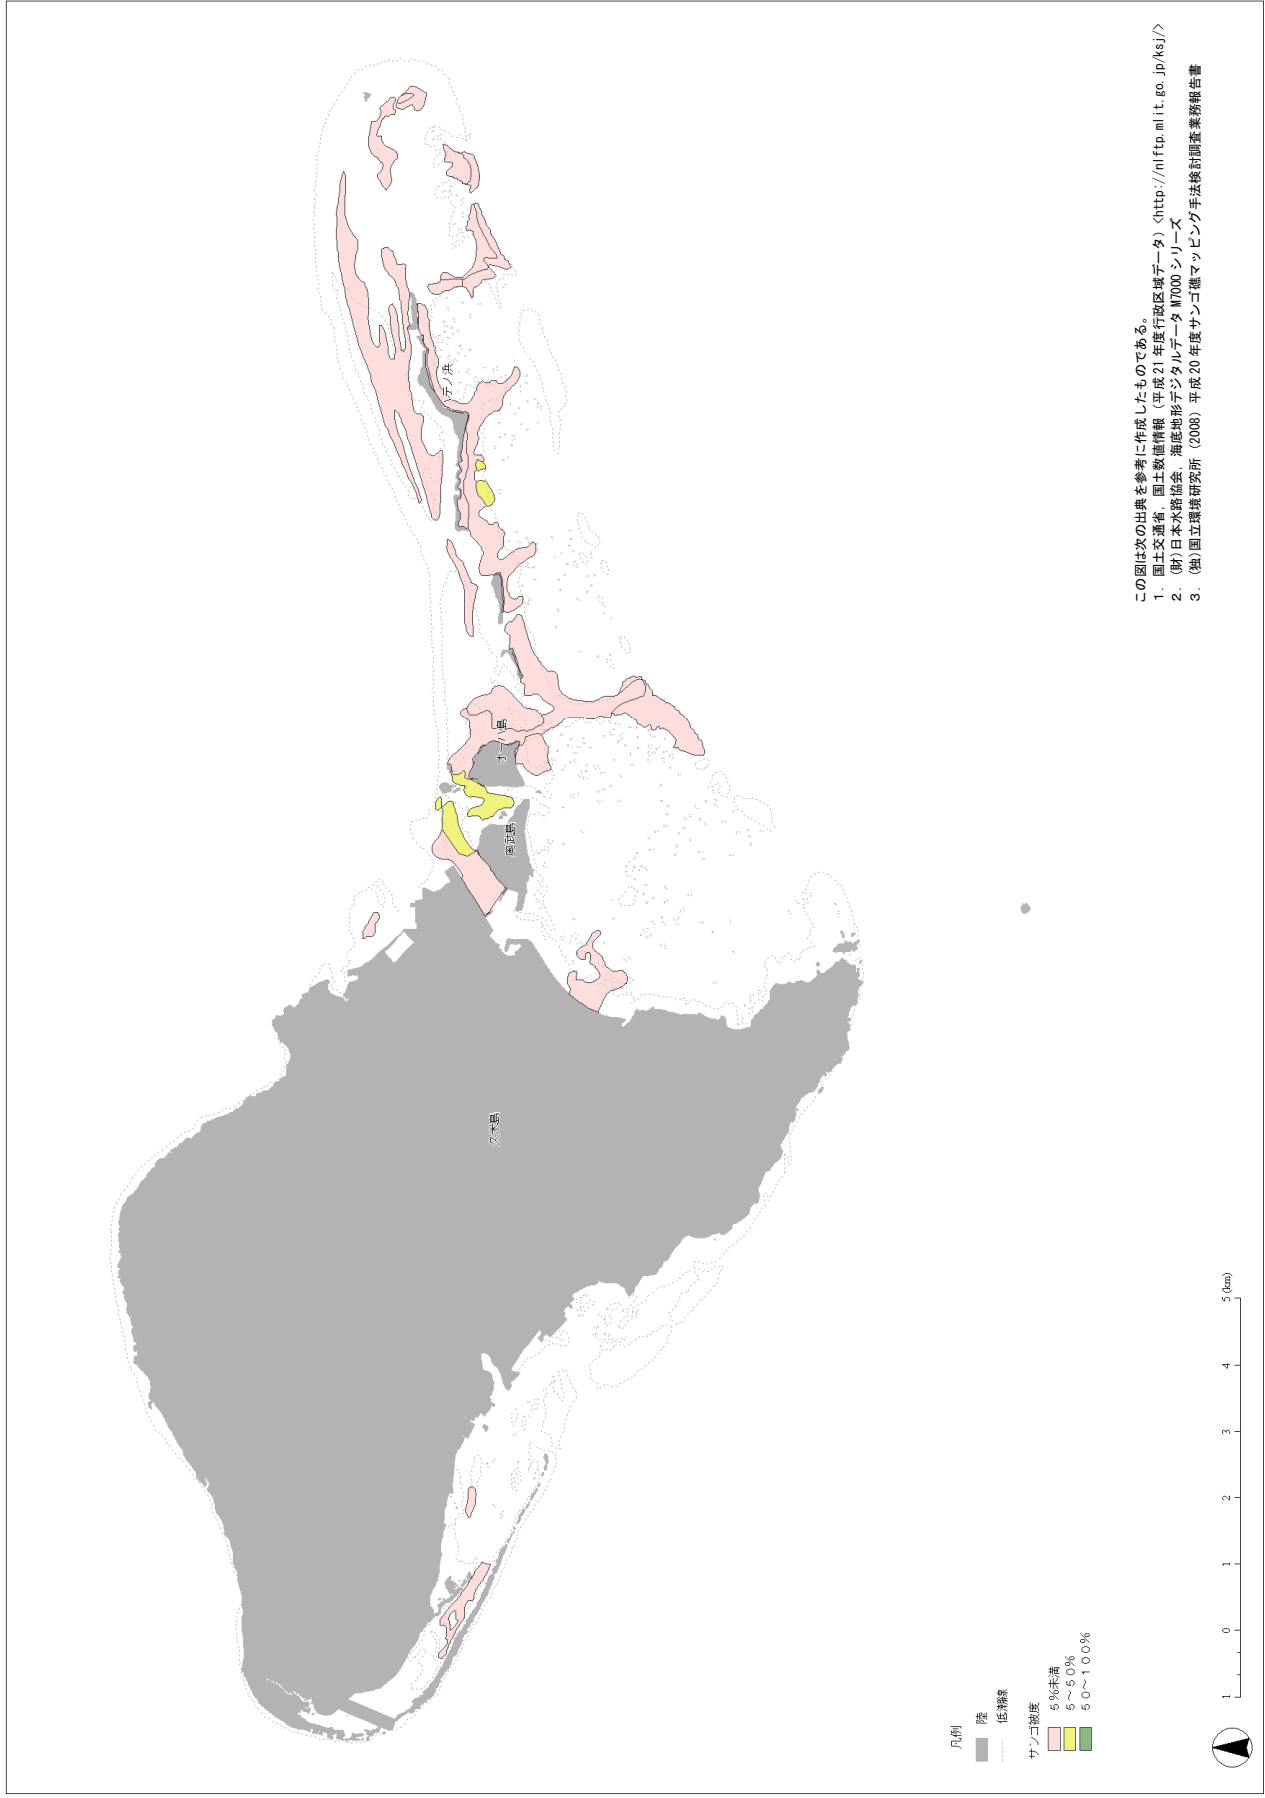 ハテノ浜
オーハ島
奥武島
久米島
この図は次の出典を参考に作成したものである。
1. 国土交通省, 国土数値情報（平成21年度行政区域データ）<http://nlftp.mlit.go.jp/ksj/>
2. (財)日本水路協会, 海底地形デジタルデータ M7000 シリーズ
3. (独)国立環境研究所（2008）平成20年度サンゴ礁マッピング手法検討調査業務報告書
凡例
陸
低潮線
サンゴ被度
5%未満
5～50%
50～100%
1 0 1 2 3 4 5 (km)